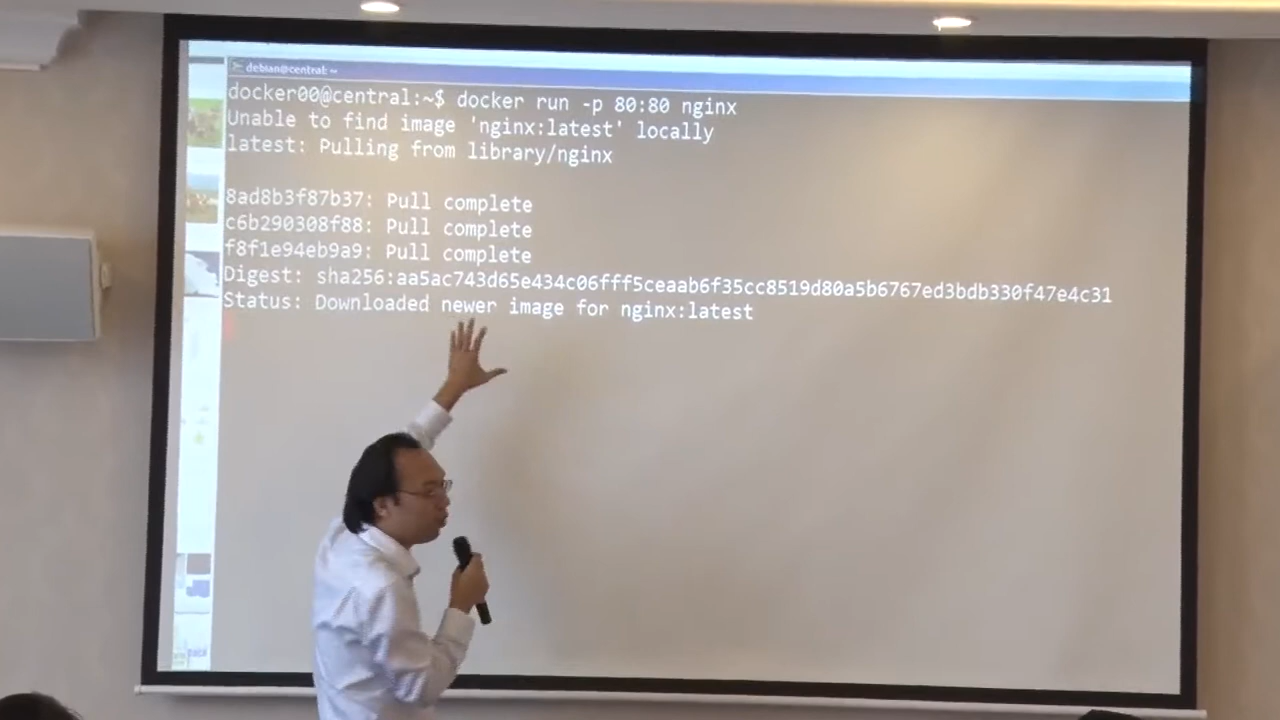 debian@central: ~
docker00@central:~$ docker run -p 80:80 nginx
Unable to find image 'nginx:latest' locally
latest: Pulling from library/nginx
8ad8b3f87b37: Pull complete
c6b290308f88: Pull complete
f8f1e94eb9a9: Pull complete
Digest: sha256:aa5ac743d65e434c06fff5ceaab6f35cc8519d80a5b6767ed3bdb330f47e4c31
Status: Downloaded newer image for nginx:latest